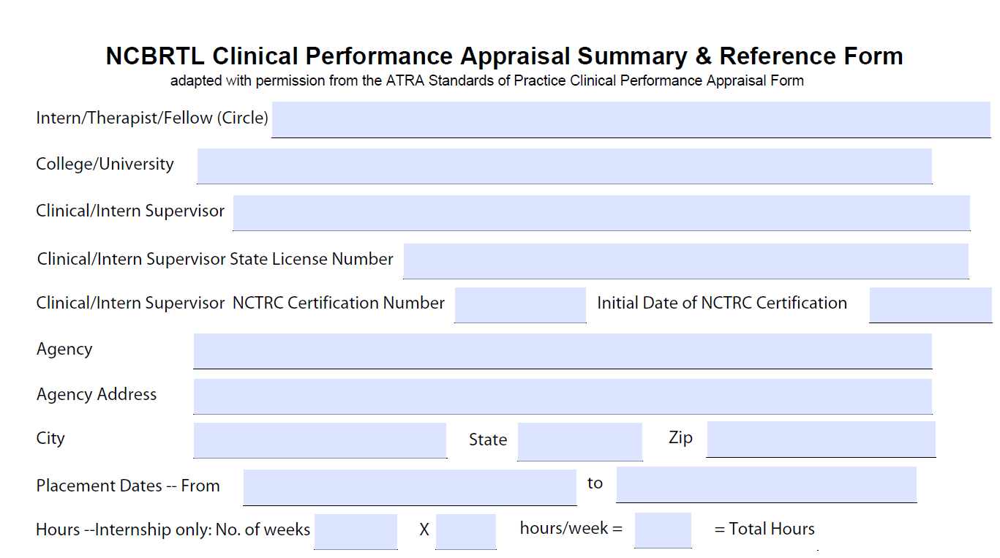 NCBRTL Clinical Performance Appraisal Summary & Reference Form
adapted with permission from the ATRA Standards of Practice Clinical Performance Appraisal Form
Intern/Therapist/Fellow (Circle)
College/University
Clinical/Intern Supervisor
Clinical/Intern Supervisor State License Number
Clinical/Intern Supervisor NCTRC Certification Number Initial Date of NCTRC Certification
Agency
Agency Address
City State Zip
Placement Dates -- From to
Hours --Internship only: No. of weeks X hours/week = = Total Hours